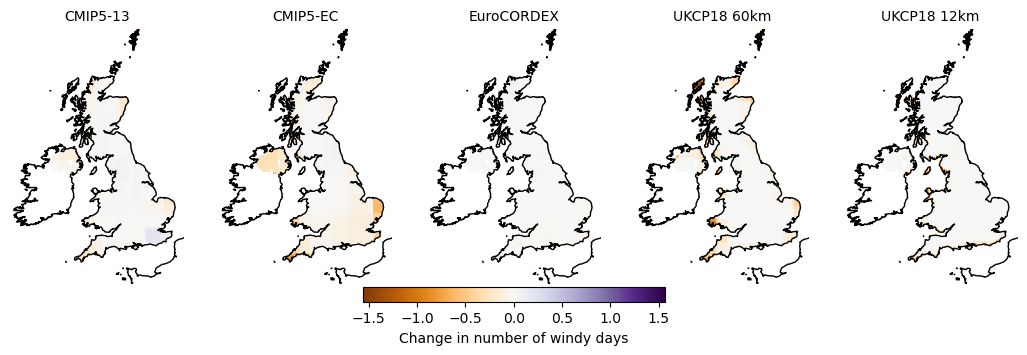 CMIP5-13 CMIP5-EC EuroCORDEX UKCP18 60km UKCP18 12km
−1.5 −1.0 −0.5 0.0 0.5 1.0 1.5
Change in number of windy days